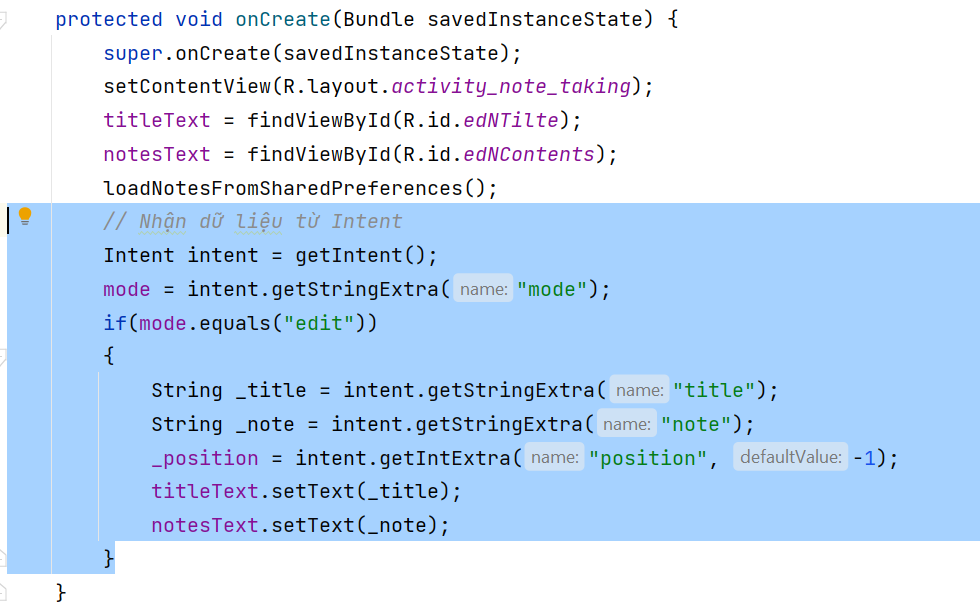 protected void onCreate(Bundle savedInstanceState) {
super.onCreate(savedInstanceState);
setContentView(R.layout.activity_note_taking);
titleText = findViewById(R.id.edNTilte);
notesText = findViewById(R.id.edNContents);
loadNotesFromSharedPreferences();
// Nhận dữ liệu từ Intent
Intent intent = getIntent();
mode = intent.getStringExtra( name: "mode");
if(mode.equals("edit"))
{
String _title = intent.getStringExtra( name: "title");
String _note = intent.getStringExtra( name: "note");
_position = intent.getIntExtra( name: "position", defaultValue: -1);
titleText.setText(_title);
notesText.setText(_note);
}
}